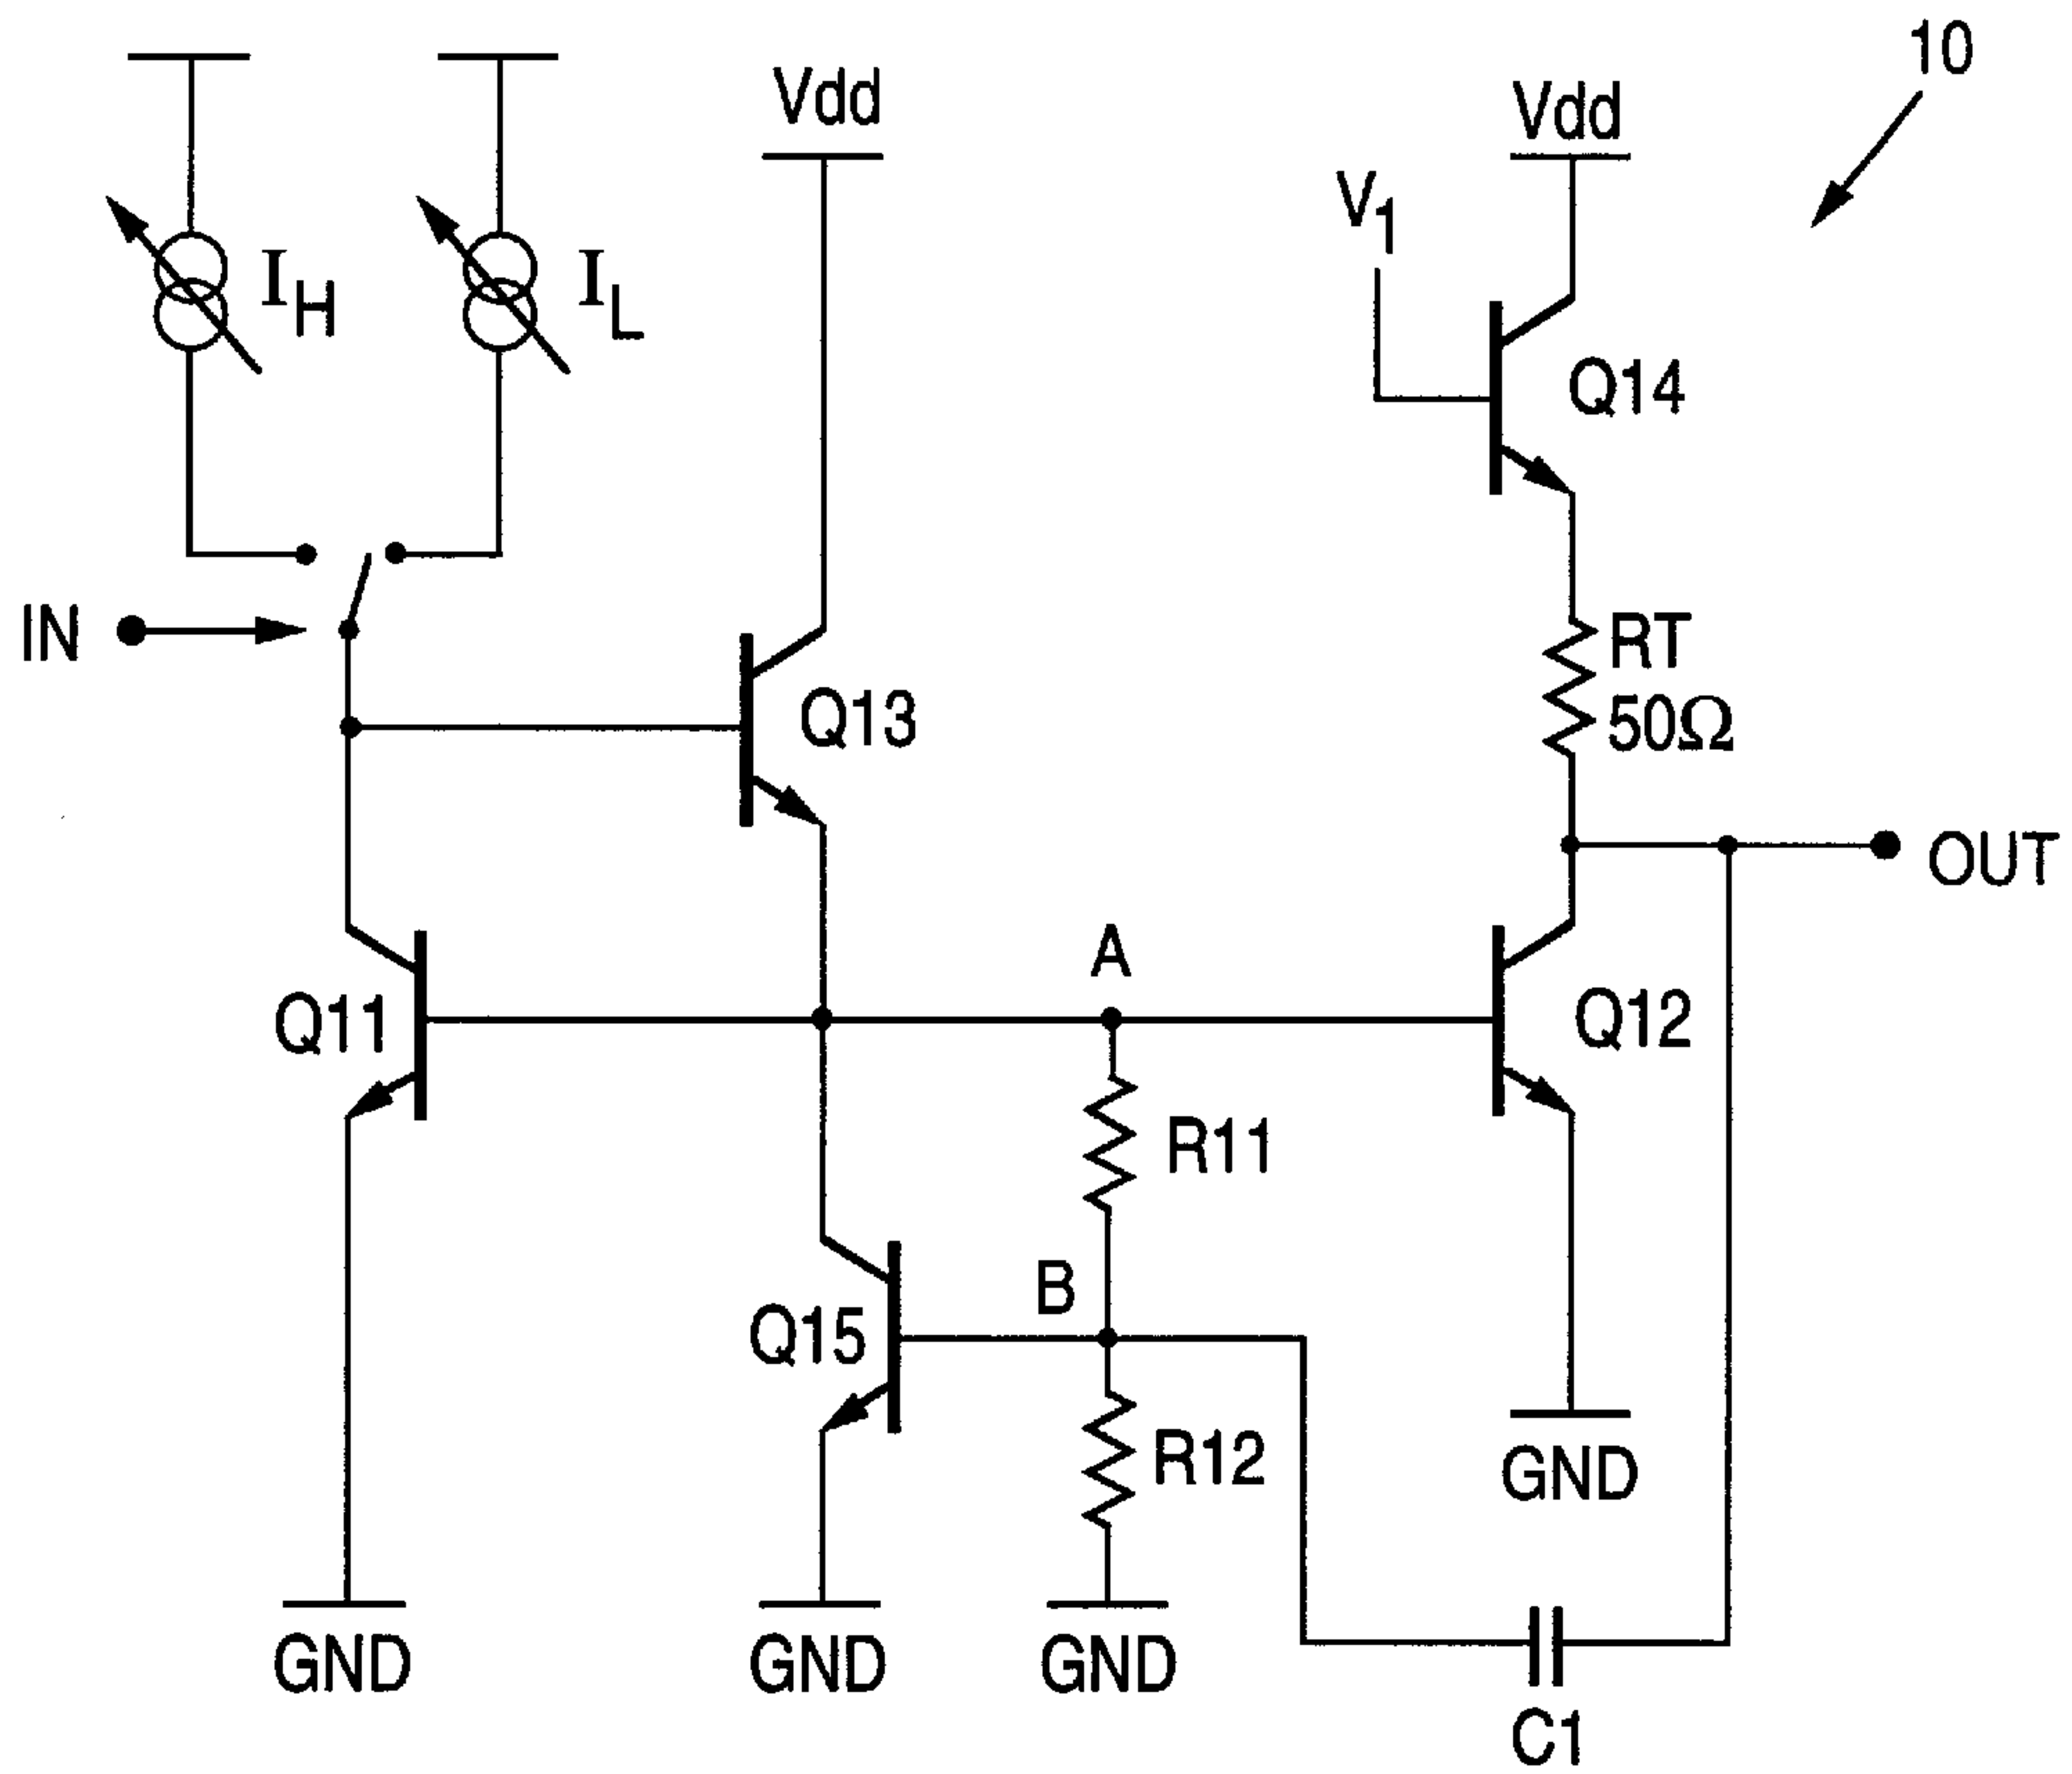 10
Vdd
Vdd
V1
IH
IL
Q14
IN
RT
50Ω
Q13
OUT
A
Q11
Q12
R11
B
Q15
R12
GND
GND
GND
GND
C1